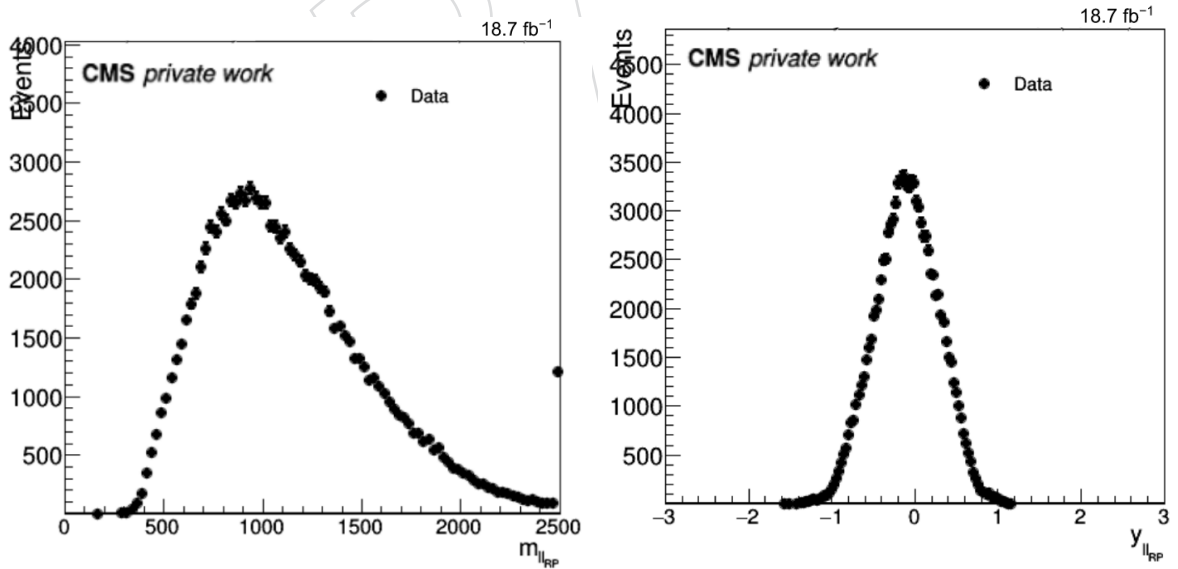 18.7 fb⁻¹
CMS private work
Data
Events
4000
3500
3000
2500
2000
1500
1000
500
0 500 1000 1500 2000 2500
m_ll_RP
18.7 fb⁻¹
CMS private work
Data
Events
4500
4000
3500
3000
2500
2000
1500
1000
500
−3 −2 −1 0 1 2 3
y_ll_RP